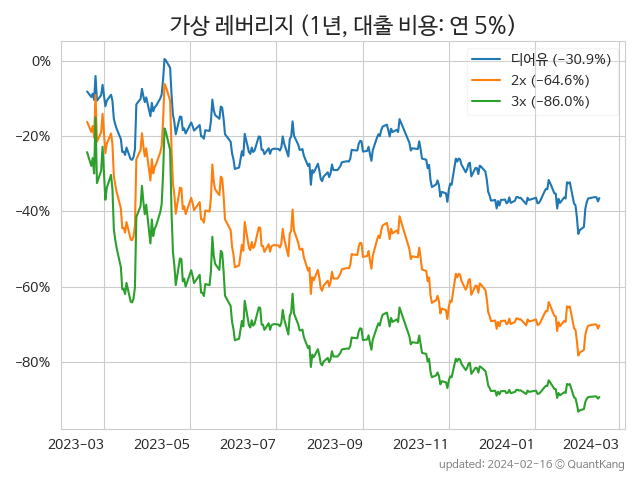 가상 레버리지 (1년, 대출 비용: 연 5%)
디어유 (−30.9%)
2x (−64.6%)
3x (−86.0%)
0%
−20%
−40%
−60%
−80%
2023-03 2023-05 2023-07 2023-09 2023-11 2024-01 2024-03
updated: 2024-02-16 © QuantKang